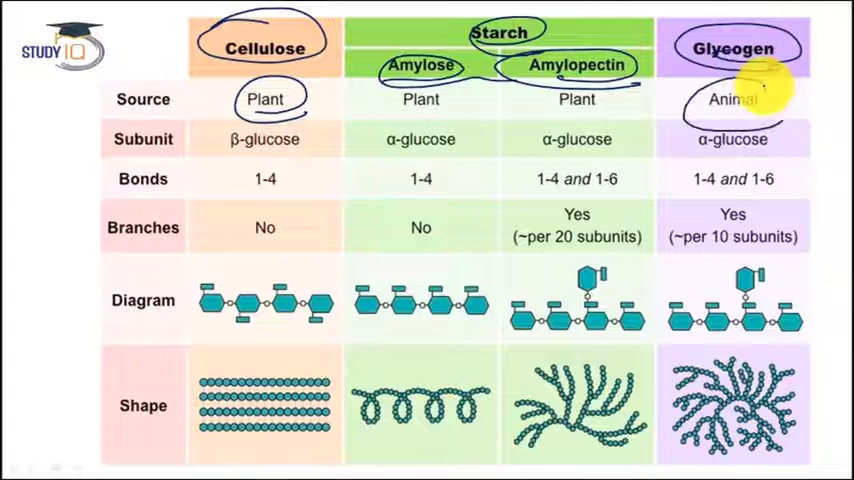 STUDY IQ
Cellulose
Starch
Glycogen
Amylose
Amylopectin
Source
Plant
Plant
Plant
Animal
Subunit
β-glucose
α-glucose
α-glucose
α-glucose
Bonds
1-4
1-4
1-4 and 1-6
1-4 and 1-6
Branches
No
No
Yes
(~per 20 subunits)
Yes
(~per 10 subunits)
Diagram
Shape